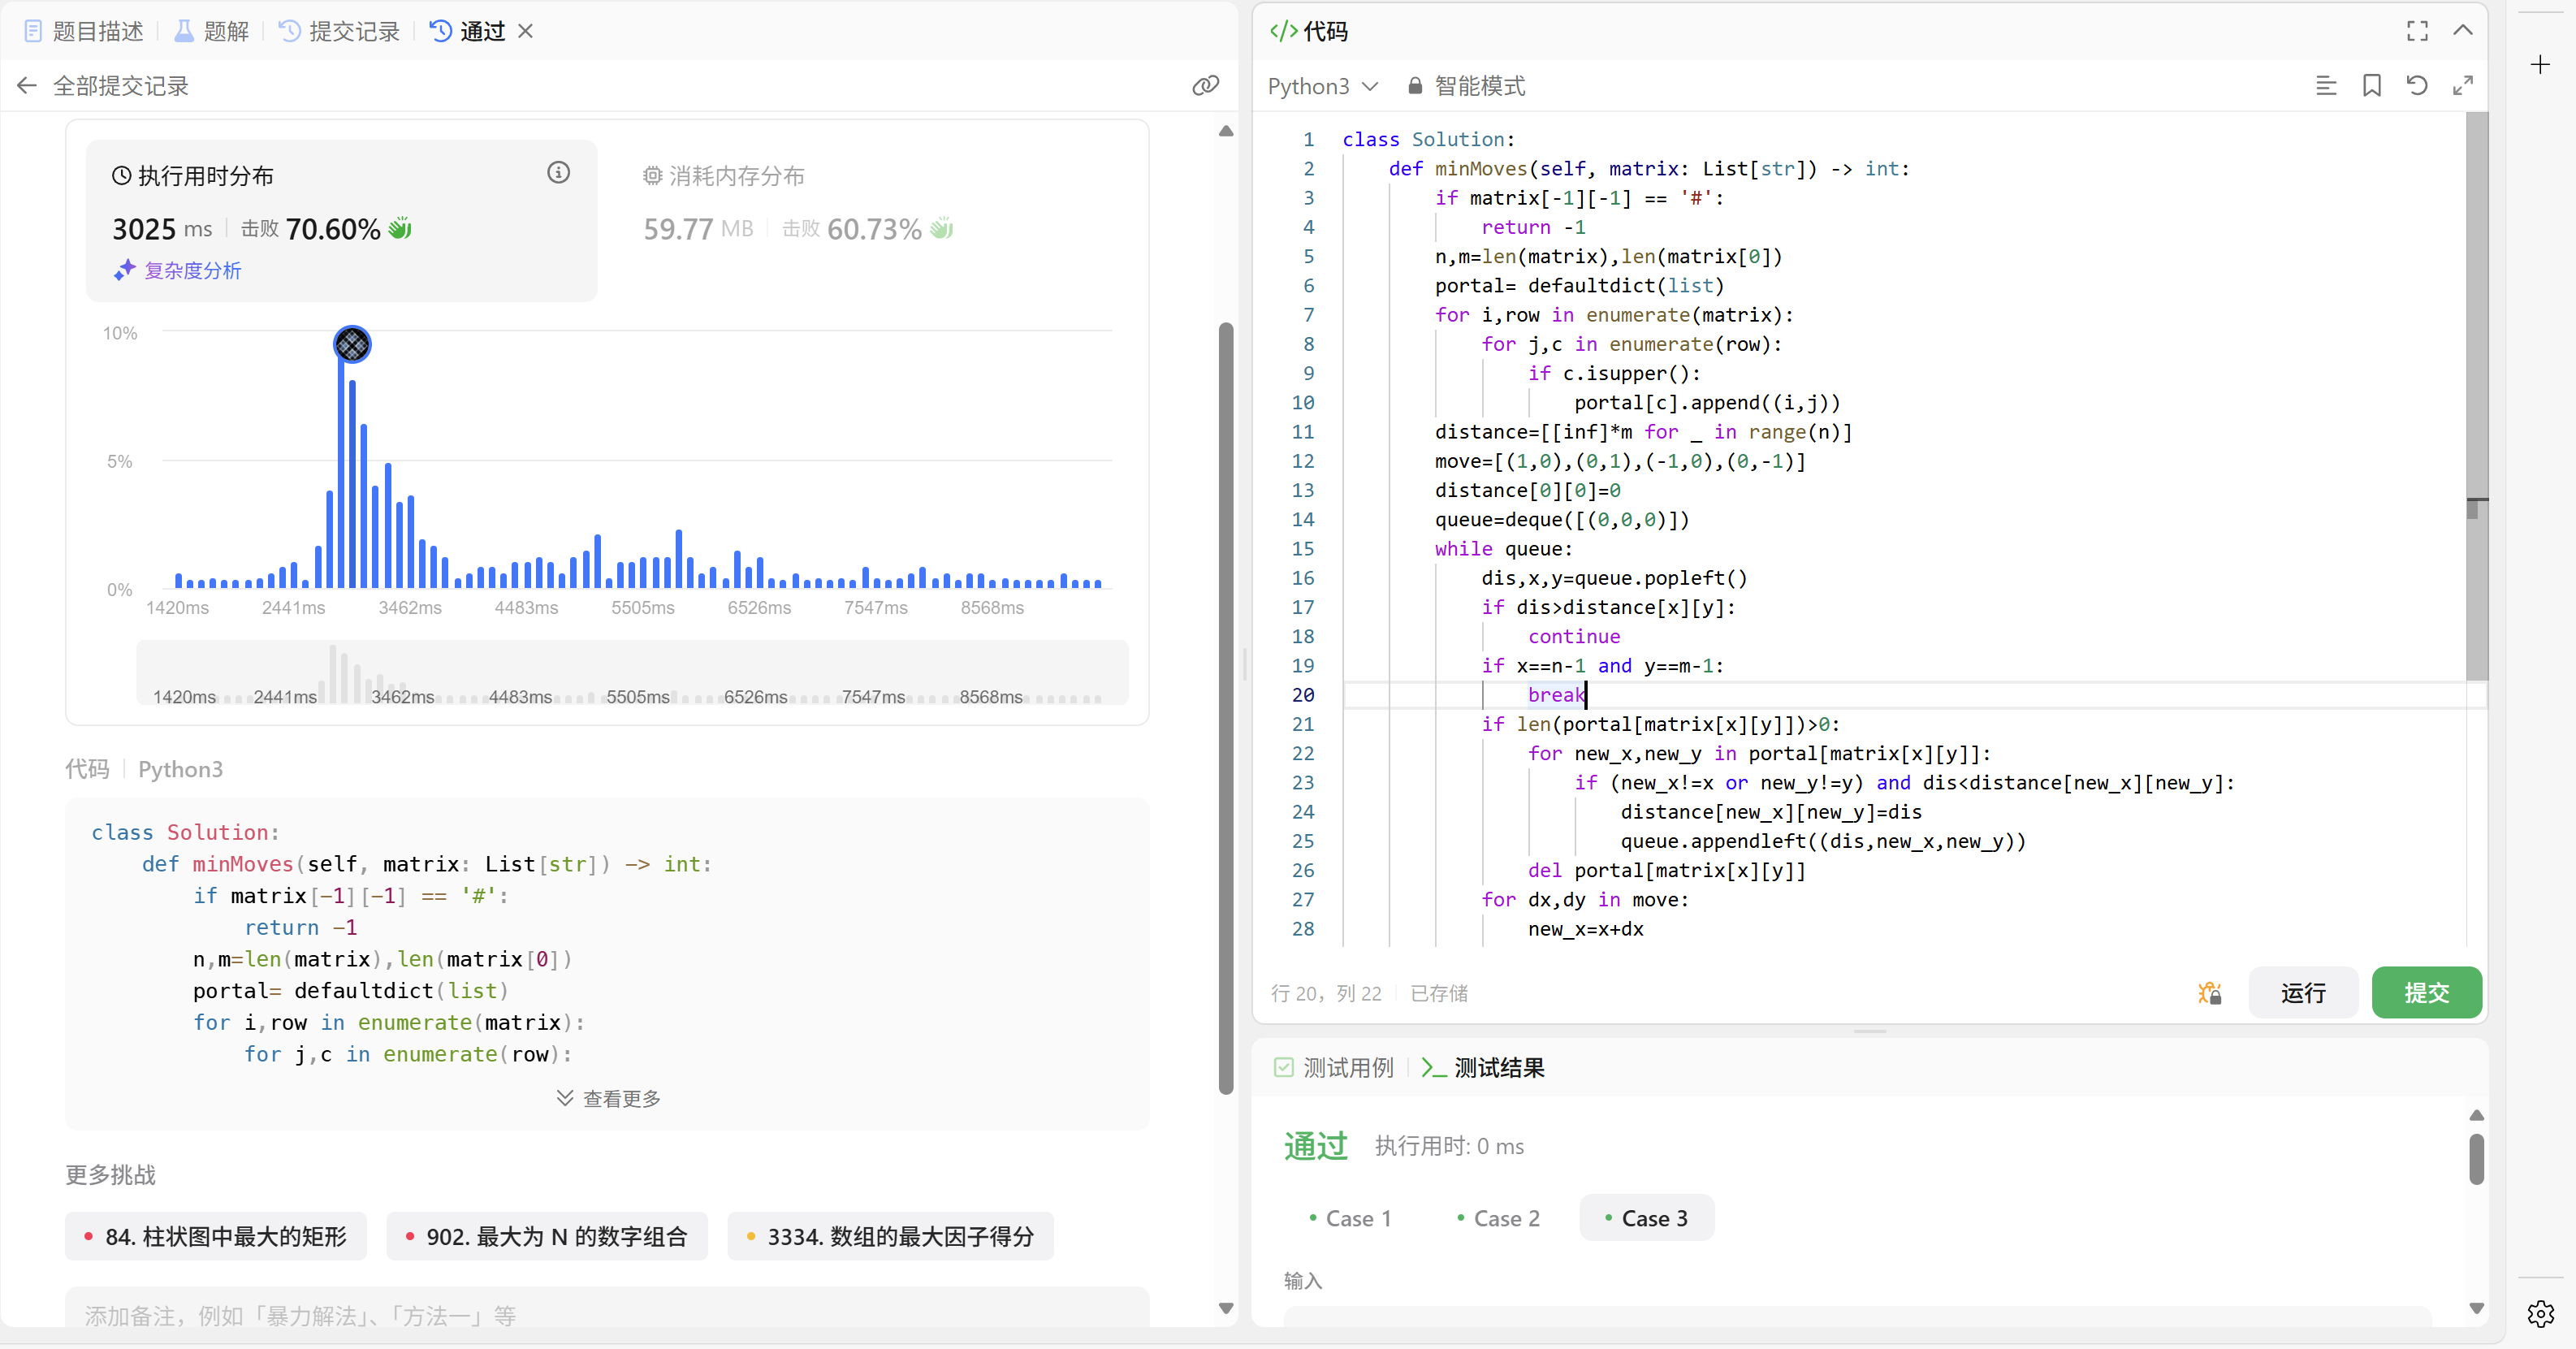 题目描述
题解
提交记录
通过
全部提交记录
执行用时分布
3025 ms 击败 70.60%
复杂度分析
消耗内存分布
59.77 MB 击败 60.73%
10%
5%
0%
1420ms 2441ms 3462ms 4483ms 5505ms 6526ms 7547ms 8568ms
1420ms 2441ms 3462ms 4483ms 5505ms 6526ms 7547ms 8568ms
代码 Python3
class Solution:
    def minMoves(self, matrix: List[str]) -> int:
        if matrix[-1][-1] == '#':
            return -1
        n,m=len(matrix),len(matrix[0])
        portal= defaultdict(list)
        for i,row in enumerate(matrix):
            for j,c in enumerate(row):
查看更多
更多挑战
84. 柱状图中最大的矩形
902. 最大为 N 的数字组合
3334. 数组的最大因子得分
添加备注，例如「暴力解法」、「方法一」等
代码
Python3 智能模式
1 class Solution:
2     def minMoves(self, matrix: List[str]) -> int:
3         if matrix[-1][-1] == '#':
4             return -1
5         n,m=len(matrix),len(matrix[0])
6         portal= defaultdict(list)
7         for i,row in enumerate(matrix):
8             for j,c in enumerate(row):
9                 if c.isupper():
10                     portal[c].append((i,j))
11         distance=[[inf]*m for _ in range(n)]
12         move=[(1,0),(0,1),(-1,0),(0,-1)]
13         distance[0][0]=0
14         queue=deque([(0,0,0)])
15         while queue:
16             dis,x,y=queue.popleft()
17             if dis>distance[x][y]:
18                 continue
19             if x==n-1 and y==m-1:
20                 break
21             if len(portal[matrix[x][y]])>0:
22                 for new_x,new_y in portal[matrix[x][y]]:
23                     if (new_x!=x or new_y!=y) and dis<distance[new_x][new_y]:
24                         distance[new_x][new_y]=dis
25                         queue.appendleft((dis,new_x,new_y))
26                 del portal[matrix[x][y]]
27             for dx,dy in move:
28                 new_x=x+dx
行 20，列 22 已存储
运行
提交
测试用例
测试结果
通过 执行用时: 0 ms
Case 1
Case 2
Case 3
输入